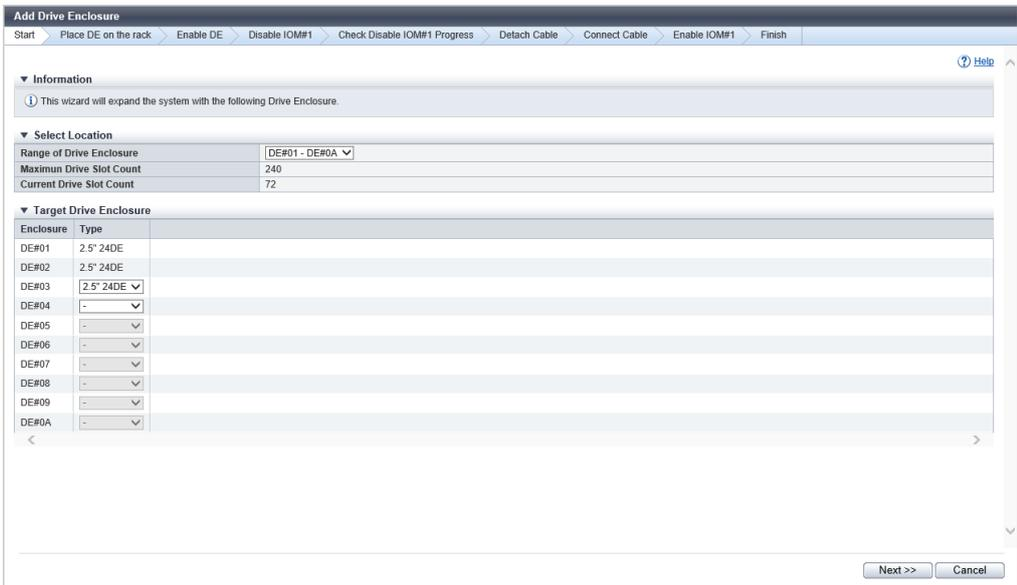 Add Drive Enclosure
Start Place DE on the rack Enable DE Disable IOM#1 Check Disable IOM#1 Progress Detach Cable Connect Cable Enable IOM#1 Finish
? Help
▼ Information
i This wizard will expand the system with the following Drive Enclosure.
▼ Select Location
Range of Drive Enclosure DE#01 - DE#0A
Maximun Drive Slot Count 240
Current Drive Slot Count 72
▼ Target Drive Enclosure
Enclosure Type
DE#01 2.5" 24DE
DE#02 2.5" 24DE
DE#03 2.5" 24DE
DE#04 -
DE#05 -
DE#06 -
DE#07 -
DE#08 -
DE#09 -
DE#0A -
Next >> Cancel